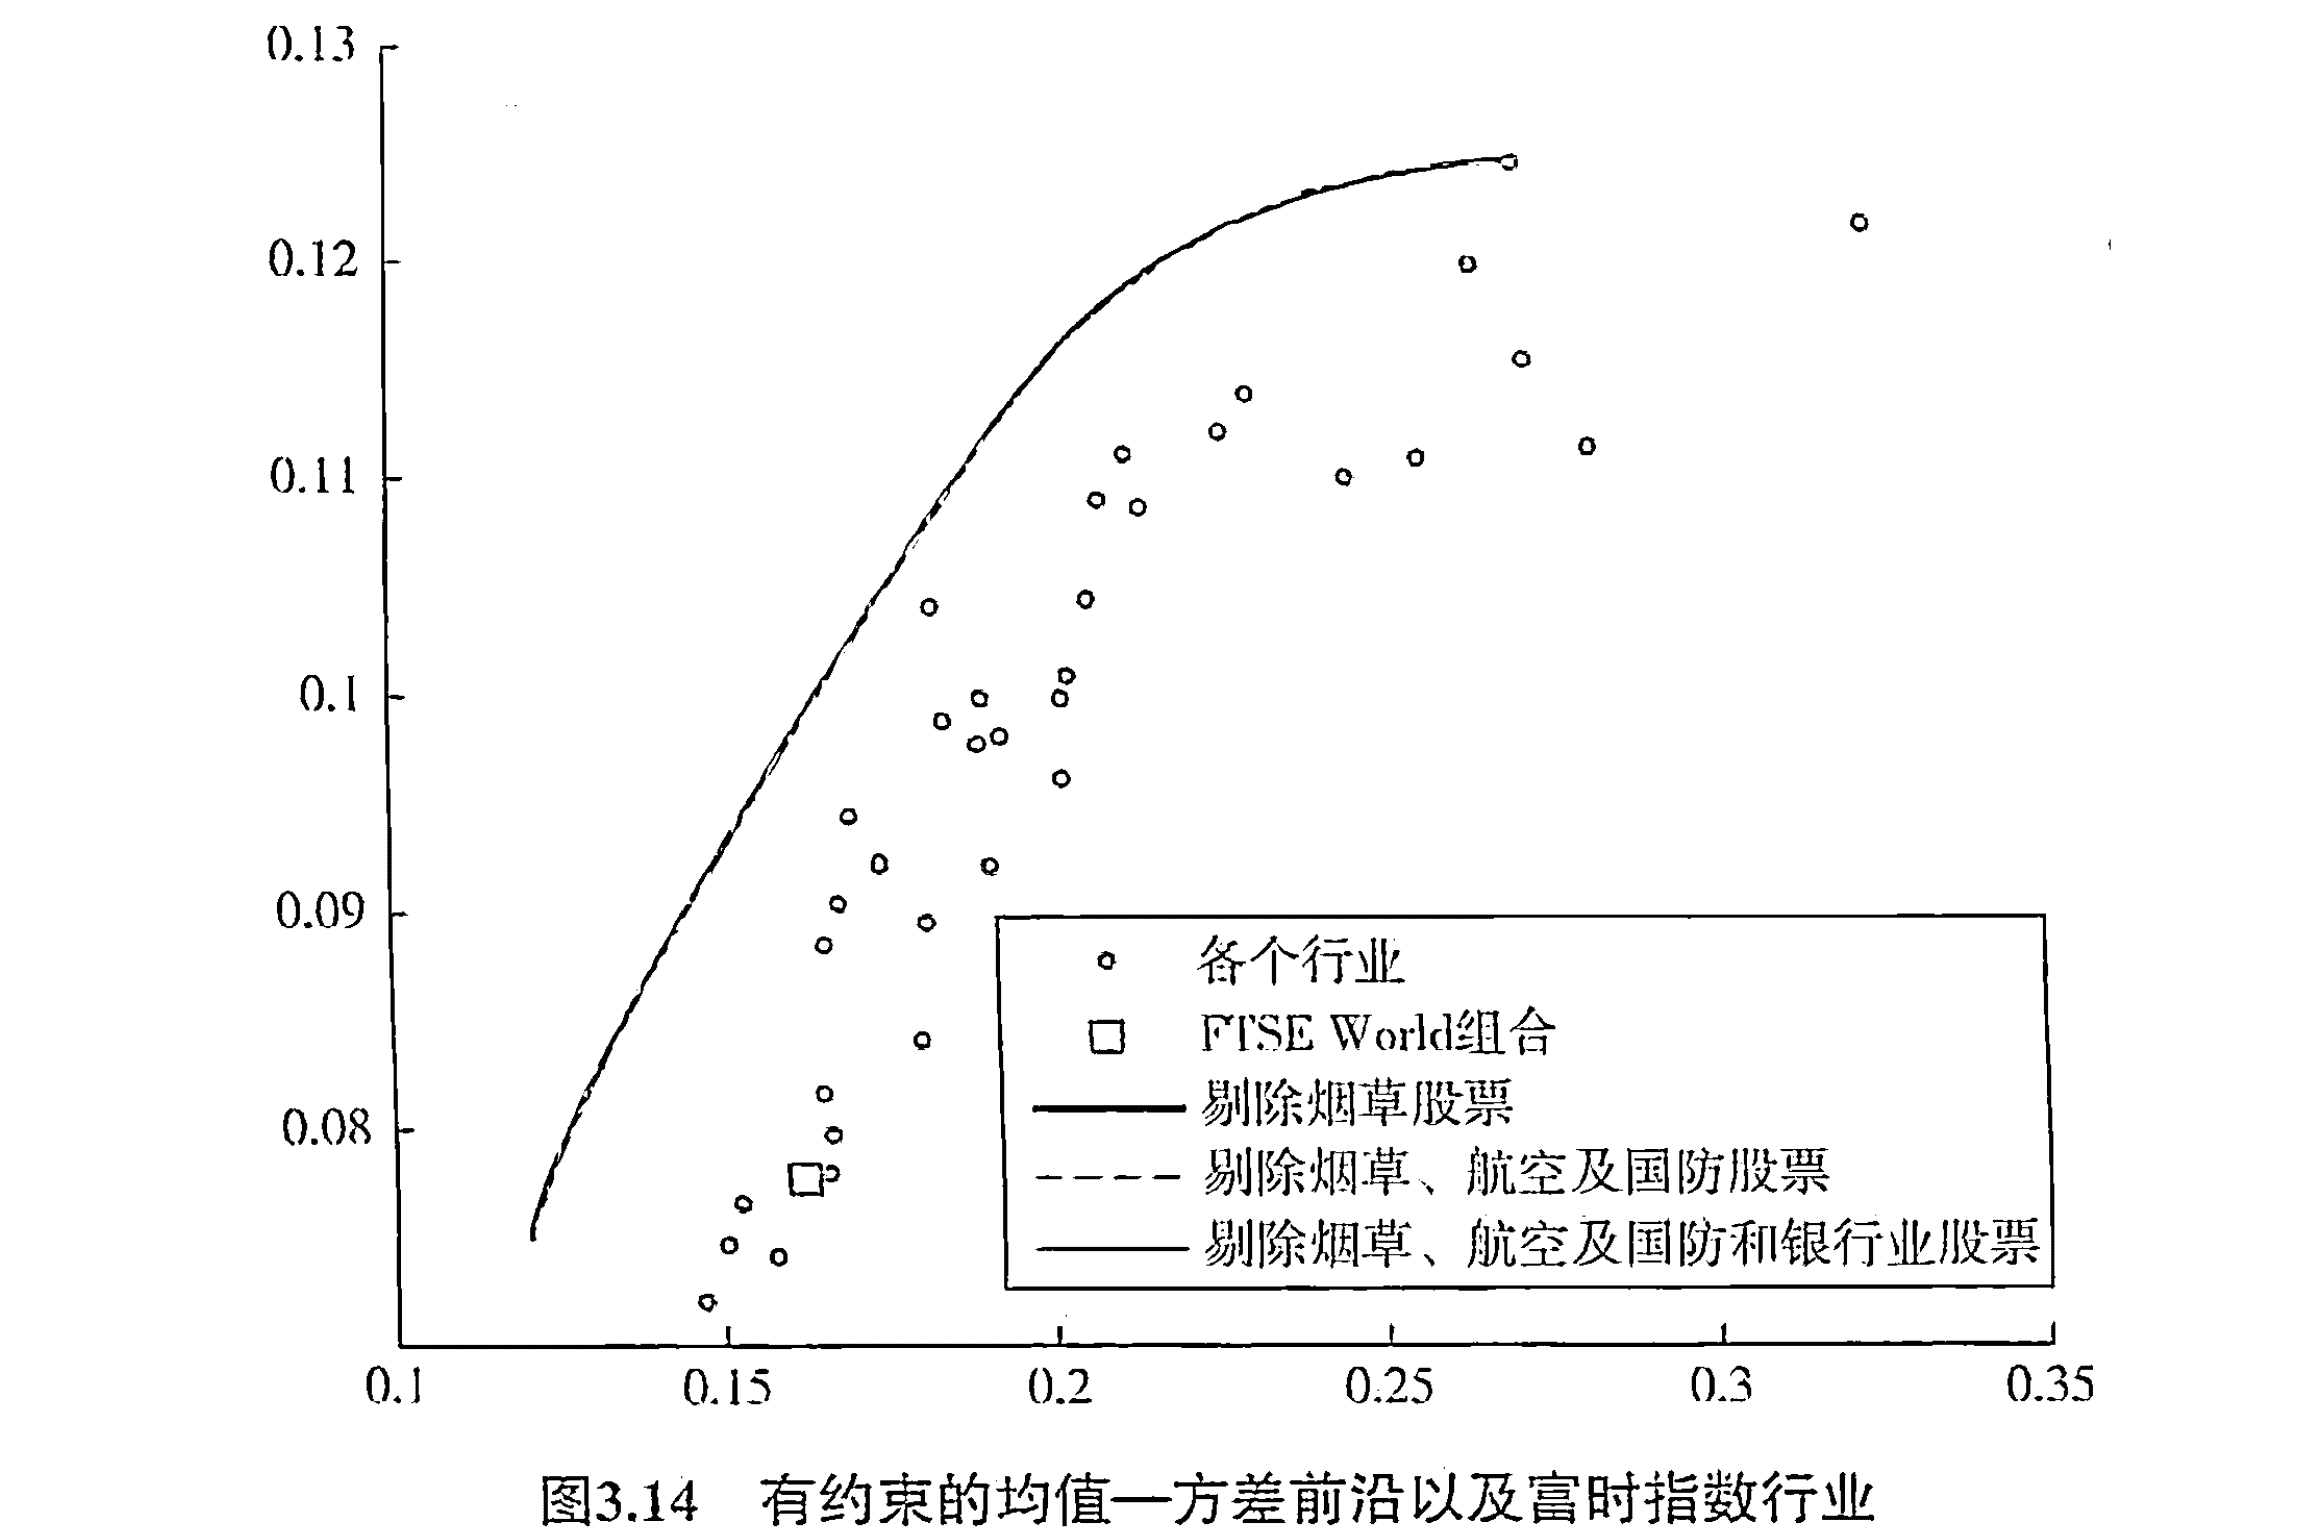 0.13
0.12
0.11
0.1
0.09
0.08
各个行业
FTSE World组合
剔除烟草股票
剔除烟草、航空及国防股票
剔除烟草、航空及国防和银行业股票
0.1 0.15 0.2 0.25 0.3 0.35
图3.14 有约束的均值—方差前沿以及富时指数行业